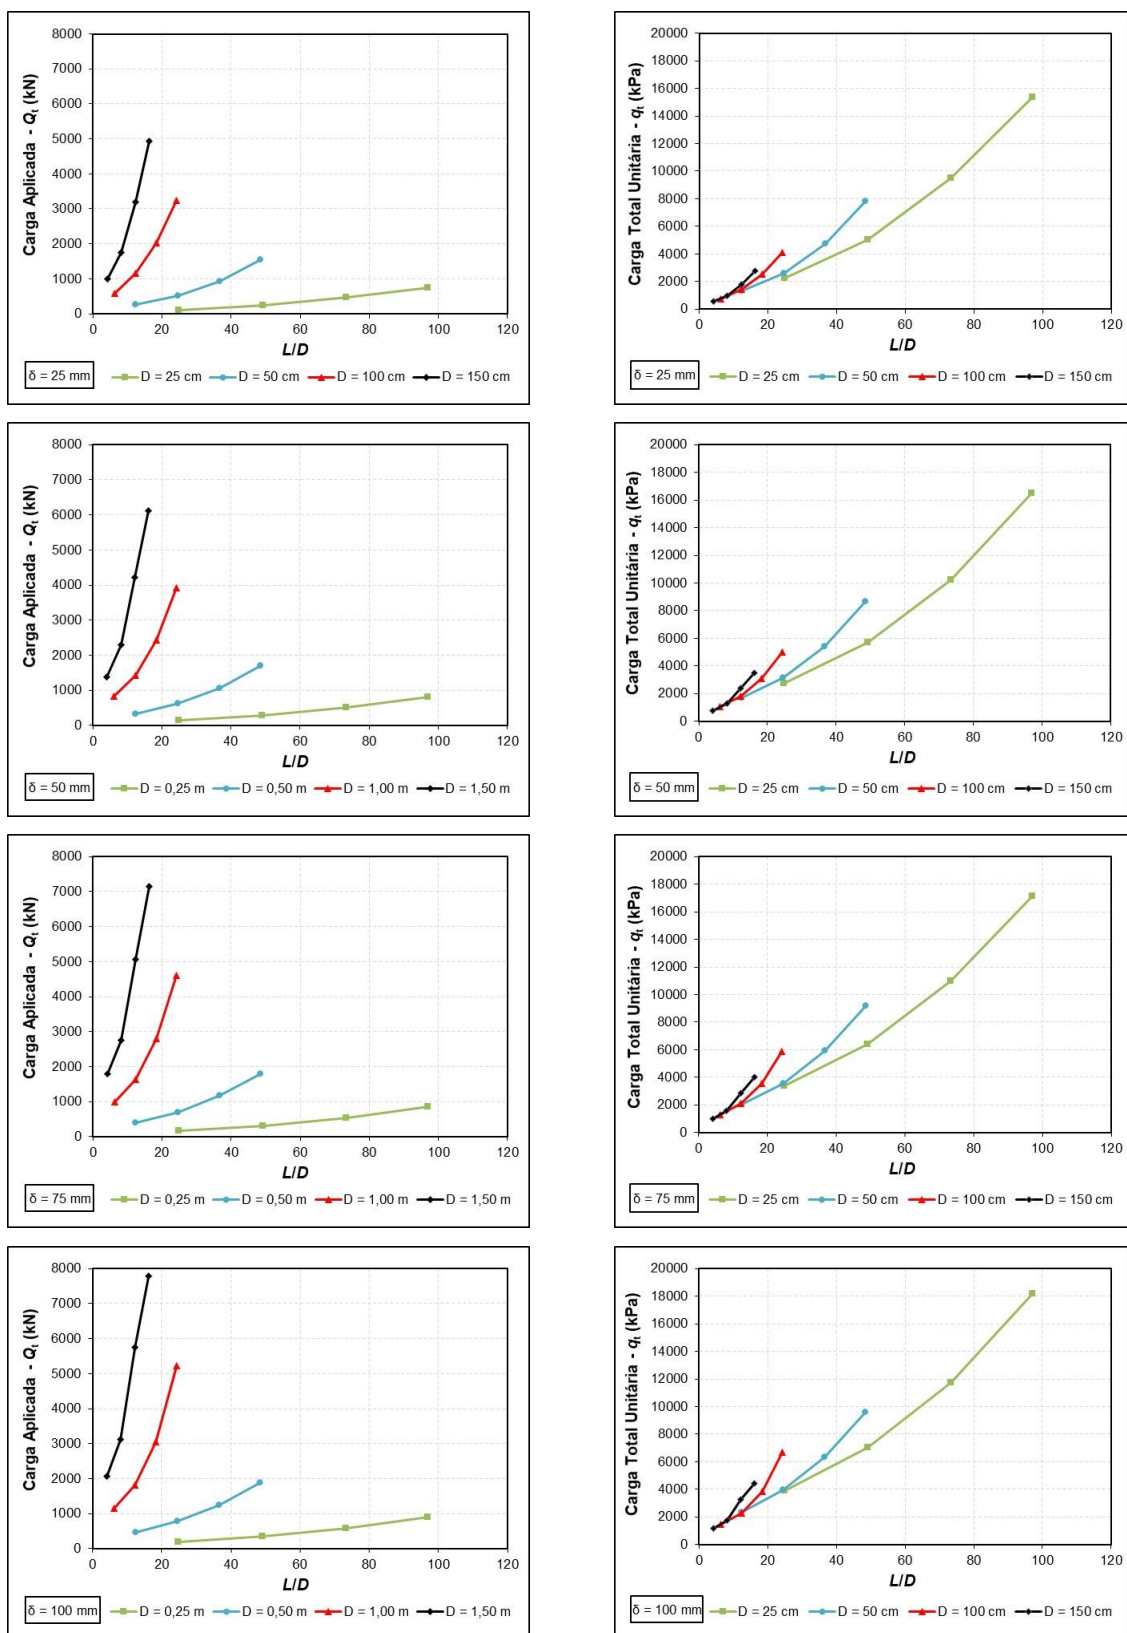 Carga Aplicada - Qt (kN)
8000
7000
6000
5000
4000
3000
2000
1000
0
0 20 40 60 80 100 120
L/D
δ = 25 mm D = 25 cm D = 50 cm D = 100 cm D = 150 cm
Carga Total Unitária - qt (kPa)
20000
18000
16000
14000
12000
10000
8000
6000
4000
2000
0
0 20 40 60 80 100 120
L/D
δ = 25 mm D = 25 cm D = 50 cm D = 100 cm D = 150 cm
Carga Aplicada - Qt (kN)
8000
7000
6000
5000
4000
3000
2000
1000
0
0 20 40 60 80 100 120
L/D
δ = 50 mm D = 0,25 m D = 0,50 m D = 1,00 m D = 1,50 m
Carga Total Unitária - qt (kPa)
20000
18000
16000
14000
12000
10000
8000
6000
4000
2000
0
0 20 40 60 80 100 120
L/D
δ = 50 mm D = 25 cm D = 50 cm D = 100 cm D = 150 cm
Carga Aplicada - Qt (kN)
8000
7000
6000
5000
4000
3000
2000
1000
0
0 20 40 60 80 100 120
L/D
δ = 75 mm D = 0,25 m D = 0,50 m D = 1,00 m D = 1,50 m
Carga Total Unitária - qt (kPa)
20000
18000
16000
14000
12000
10000
8000
6000
4000
2000
0
0 20 40 60 80 100 120
L/D
δ = 75 mm D = 25 cm D = 50 cm D = 100 cm D = 150 cm
Carga Aplicada - Qt (kN)
8000
7000
6000
5000
4000
3000
2000
1000
0
0 20 40 60 80 100 120
L/D
δ = 100 mm D = 0,25 m D = 0,50 m D = 1,00 m D = 1,50 m
Carga Total Unitária - qt (kPa)
20000
18000
16000
14000
12000
10000
8000
6000
4000
2000
0
0 20 40 60 80 100 120
L/D
δ = 100 mm D = 25 cm D = 50 cm D = 100 cm D = 150 cm